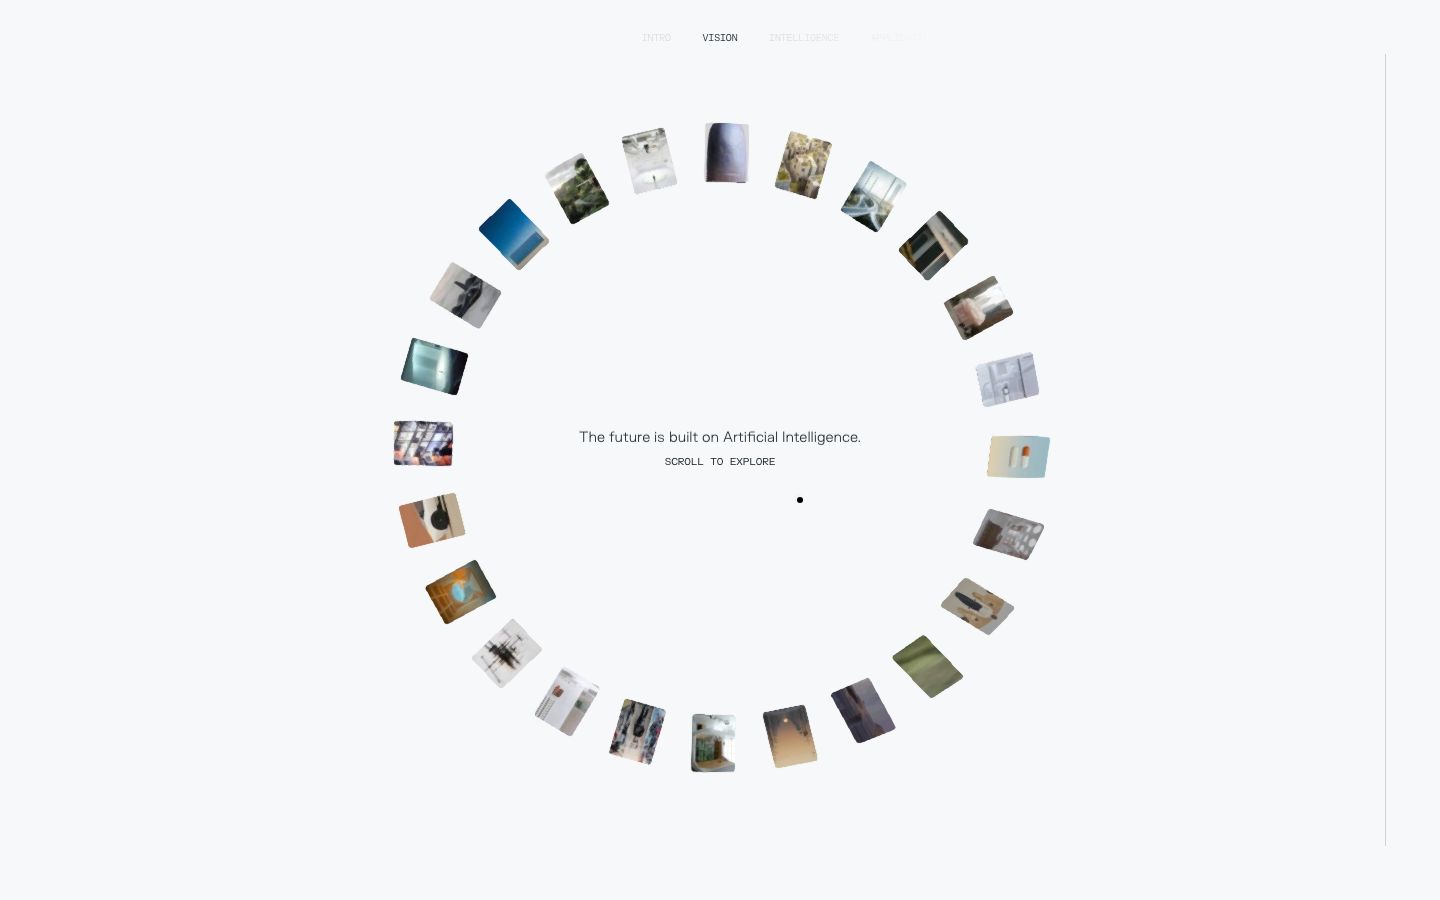 INTRO VISION INTELLIGENCE
The future is built on Artificial Intelligence.
SCROLL TO EXPLORE